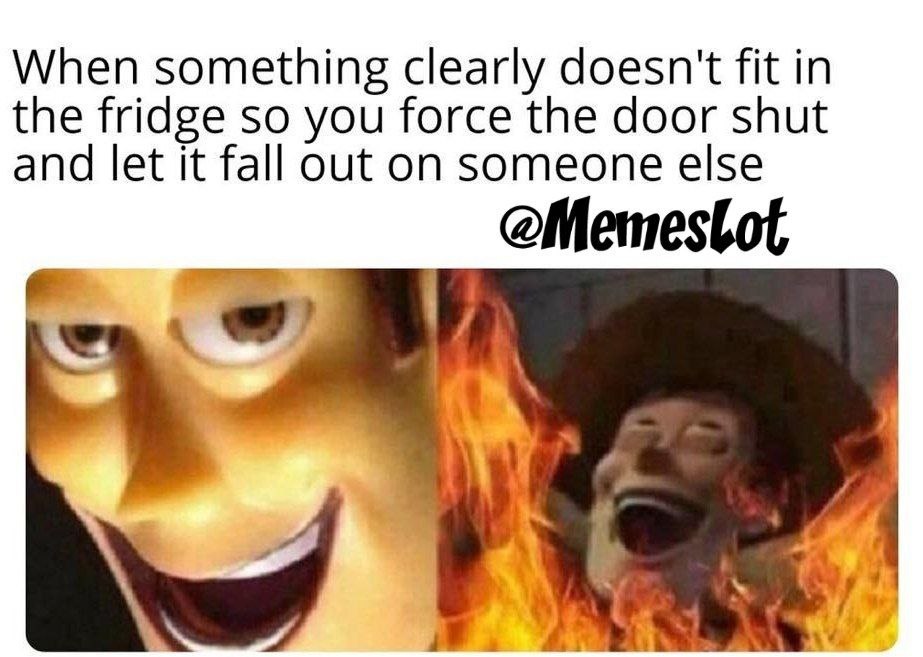 When something clearly doesn't fit in
the fridge so you force the door shut
and let it fall out on someone else
@MemesLot